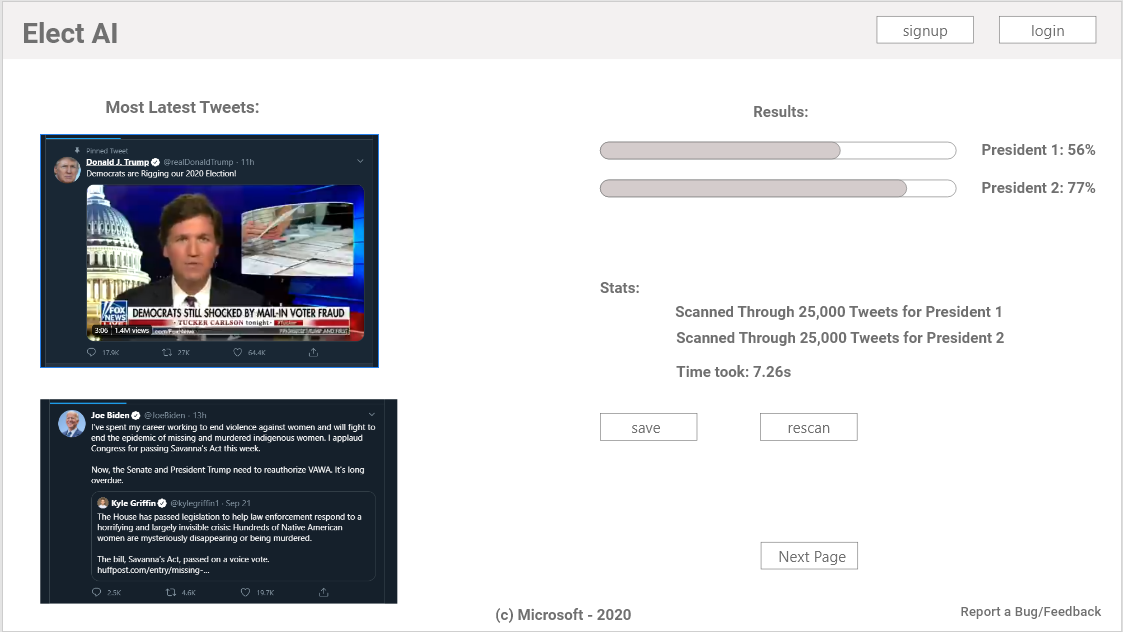 Elect AI
signup
login
Most Latest Tweets:
Pinned Tweet
Donald J. Trump @realDonaldTrump · 11h
Democrats are Rigging our 2020 Election!
FOX NEWS
DEMOCRATS STILL SHOCKED BY MAIL-IN VOTER FRAUD
TUCKER CARLSON tonight
3:06 1.4M views
17.9K 27K 64.4K
Joe Biden @JoeBiden · 13h
I've spent my career working to end violence against women and will fight to
end the epidemic of missing and murdered indigenous women. I applaud
Congress for passing Savanna's Act this week.
Now, the Senate and President Trump need to reauthorize VAWA. It's long
overdue.
Kyle Griffin @kylegriffin1 · Sep 21
The House has passed legislation to help law enforcement respond to a
horrifying and largely invisible crisis: Hundreds of Native American
women are mysteriously disappearing or being murdered.
The bill, Savanna's Act, passed on a voice vote.
huffpost.com/entry/missing-...
2.5K 4.6K 19.7K
Results:
President 1: 56%
President 2: 77%
Stats:
Scanned Through 25,000 Tweets for President 1
Scanned Through 25,000 Tweets for President 2
Time took: 7.26s
save
rescan
Next Page
(c) Microsoft - 2020
Report a Bug/Feedback